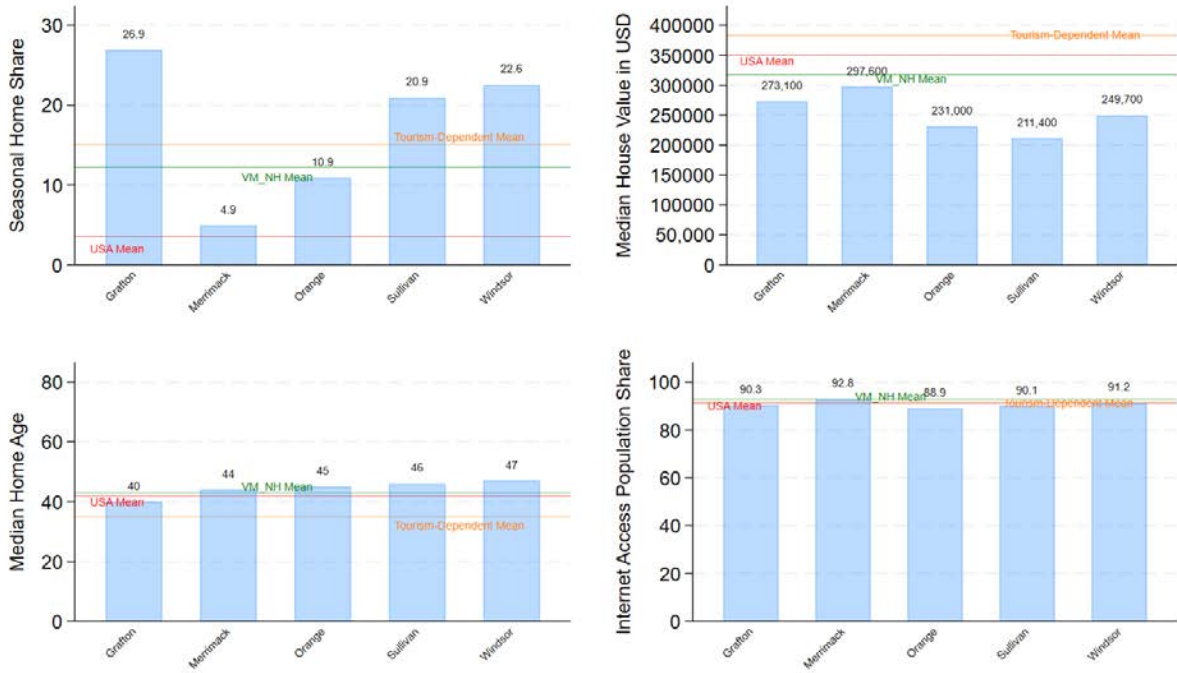 Seasonal Home Share
30
20
10
0
26.9
4.9
10.9
20.9
22.6
Tourism-Dependent Mean
VM_NH Mean
USA Mean
Grafton
Merrimack
Orange
Sullivan
Windsor
Median House Value in USD
400000
350000
300000
250000
200000
150000
100000
50,000
0
273,100
297,600
231,000
211,400
249,700
Tourism-Dependent Mean
USA Mean
VM_NH Mean
Grafton
Merrimack
Orange
Sullivan
Windsor
Median Home Age
80
60
40
20
0
40
44
45
46
47
VM_NH Mean
USA Mean
Tourism-Dependent Mean
Grafton
Merrimack
Orange
Sullivan
Windsor
Internet Access Population Share
100
80
60
40
20
0
90.3
92.8
88.9
90.1
91.2
VM_NH Mean
USA Mean
Tourism-Dependent Mean
Grafton
Merrimack
Orange
Sullivan
Windsor